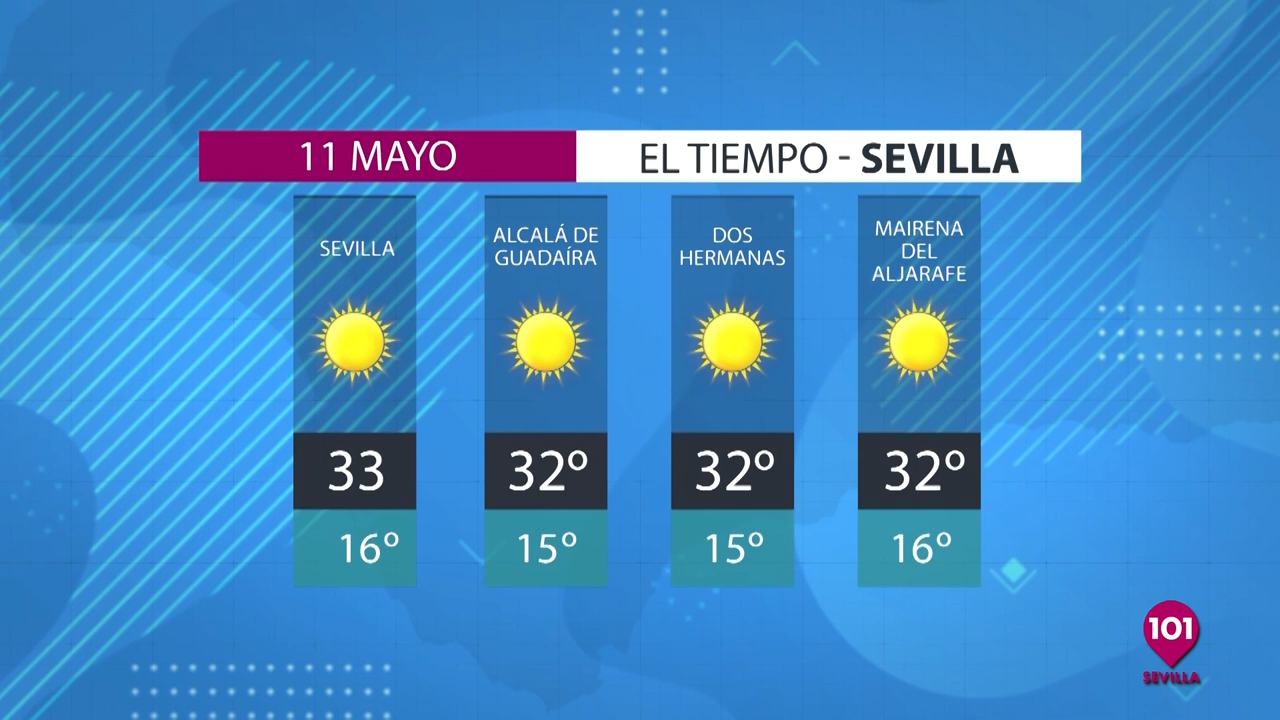 11 MAYO
EL TIEMPO - SEVILLA
SEVILLA
33
16º
ALCALÁ DE
GUADAÍRA
32º
15º
DOS
HERMANAS
32º
15º
MAIRENA
DEL
ALJARAFE
32º
16º
101
SEVILLA